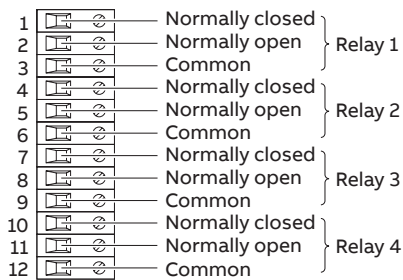 1 Normally closed
2 Normally open Relay 1
3 Common
4 Normally closed
5 Normally open Relay 2
6 Common
7 Normally closed
8 Normally open Relay 3
9 Common
10 Normally closed
11 Normally open Relay 4
12 Common